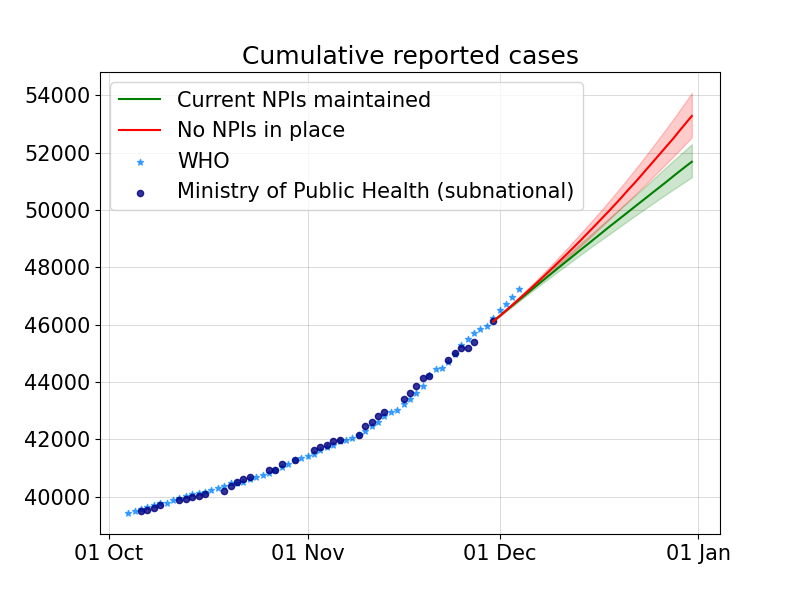 Cumulative reported cases
Current NPIs maintained
No NPIs in place
WHO
Ministry of Public Health (subnational)
54000
52000
50000
48000
46000
44000
42000
40000
01 Oct
01 Nov
01 Dec
01 Jan